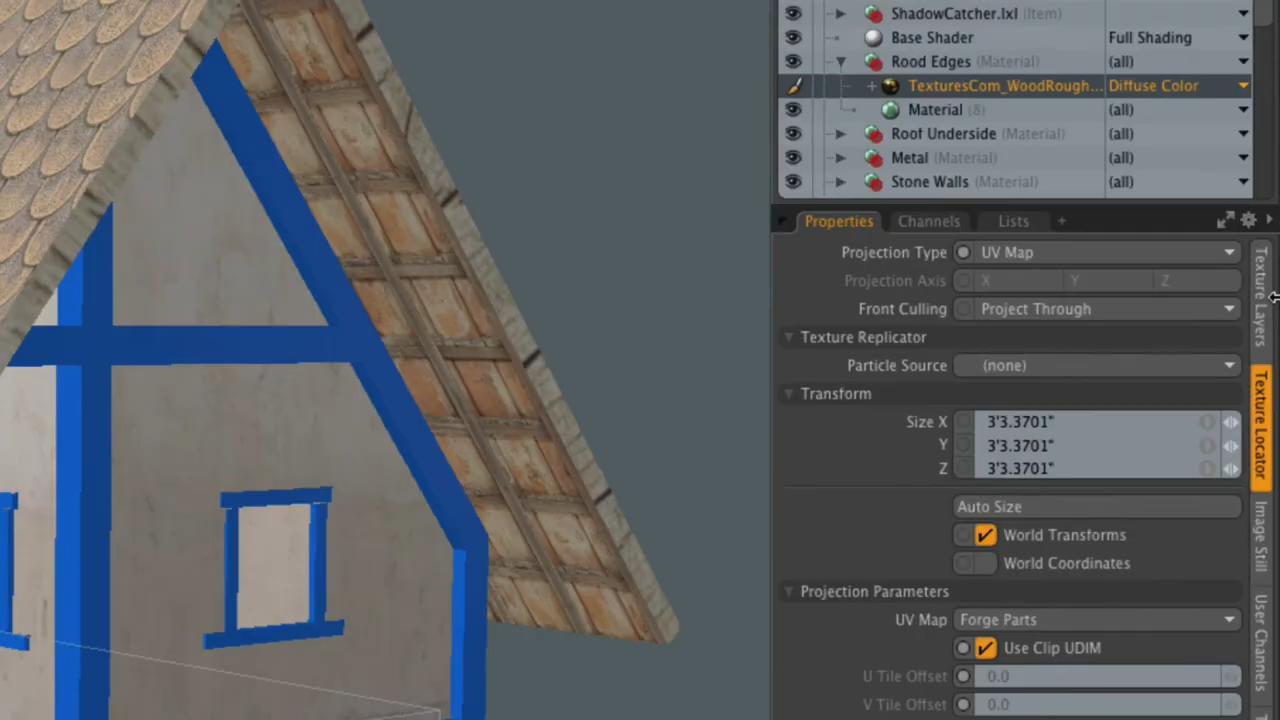 ShadowCatcher.lxl (Item)
Base Shader Full Shading
Rood Edges (Material) (all)
TexturesCom_WoodRough... Diffuse Color
Material (8) (all)
Roof Underside (Material) (all)
Metal (Material) (all)
Stone Walls (Material) (all)
Properties Channels Lists +
Projection Type UV Map
Projection Axis X Y Z
Front Culling Project Through
Texture Replicator
Particle Source (none)
Transform
Size X 3'3.3701"
Y 3'3.3701"
Z 3'3.3701"
Auto Size
World Transforms
World Coordinates
Projection Parameters
UV Map Forge Parts
Use Clip UDIM
U Tile Offset 0.0
V Tile Offset 0.0
Texture Layers
Texture Locator
Image Still
User Channels